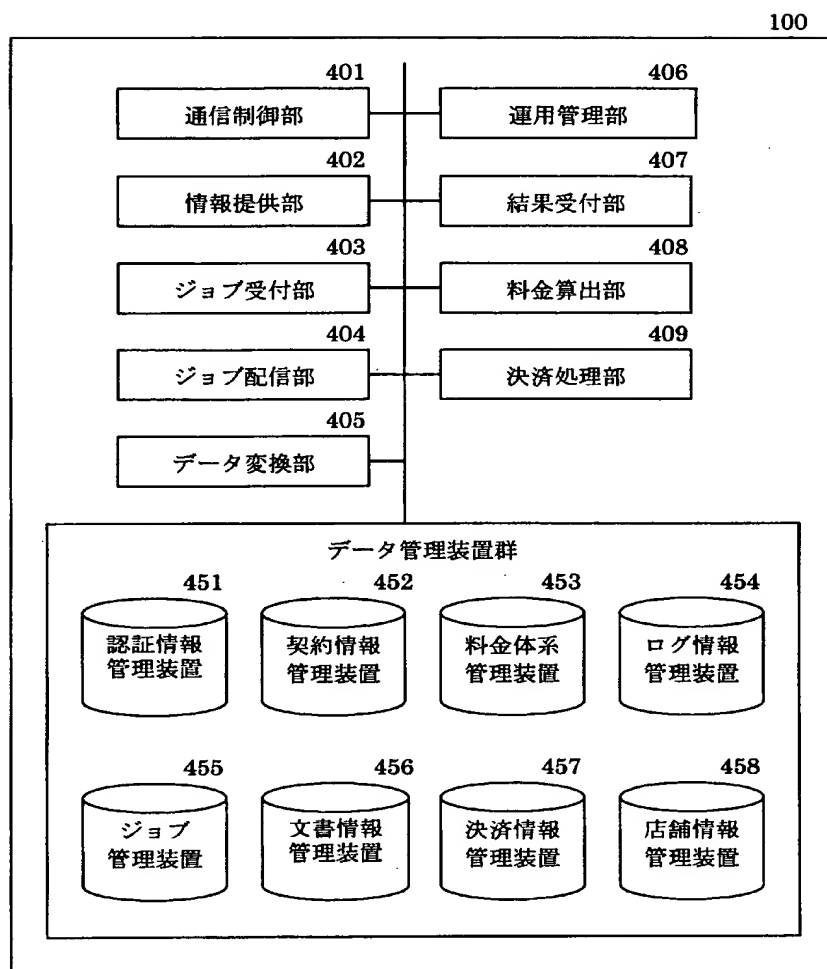 100
401
通信制御部
406
運用管理部
402
情報提供部
407
結果受付部
403
ジョブ受付部
408
料金算出部
404
ジョブ配信部
409
決済処理部
405
データ変換部
データ管理装置群
451
認証情報
管理装置
452
契約情報
管理装置
453
料金体系
管理装置
454
ログ情報
管理装置
455
ジョブ
管理装置
456
文書情報
管理装置
457
決済情報
管理装置
458
店舗情報
管理装置